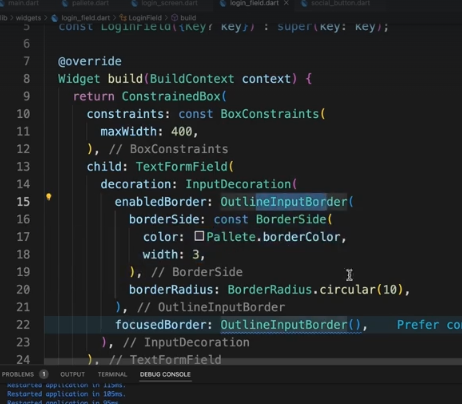 main.dart pallete.dart login_screen.dart login_field.dart social_button.dart
lib > widgets > login_field.dart > LoginField > build
5 const LoginField({Key? key}) : super(key: key);
6
7 @override
8 Widget build(BuildContext context) {
9 return ConstrainedBox(
10 constraints: const BoxConstraints(
11 maxWidth: 400,
12 ), // BoxConstraints
13 child: TextFormField(
14 decoration: InputDecoration(
15 enabledBorder: OutlineInputBorder(
16 borderSide: const BorderSide(
17 color: Pallete.borderColor,
18 width: 3,
19 ), // BorderSide
20 borderRadius: BorderRadius.circular(10),
21 ), // OutlineInputBorder
22 focusedBorder: OutlineInputBorder(), Prefer co
23 ), // InputDecoration
24 ), // TextFormField
PROBLEMS 1 OUTPUT TERMINAL DEBUG CONSOLE
Restarted application in 115ms.
Restarted application in 105ms.
Restarted application in 95ms.